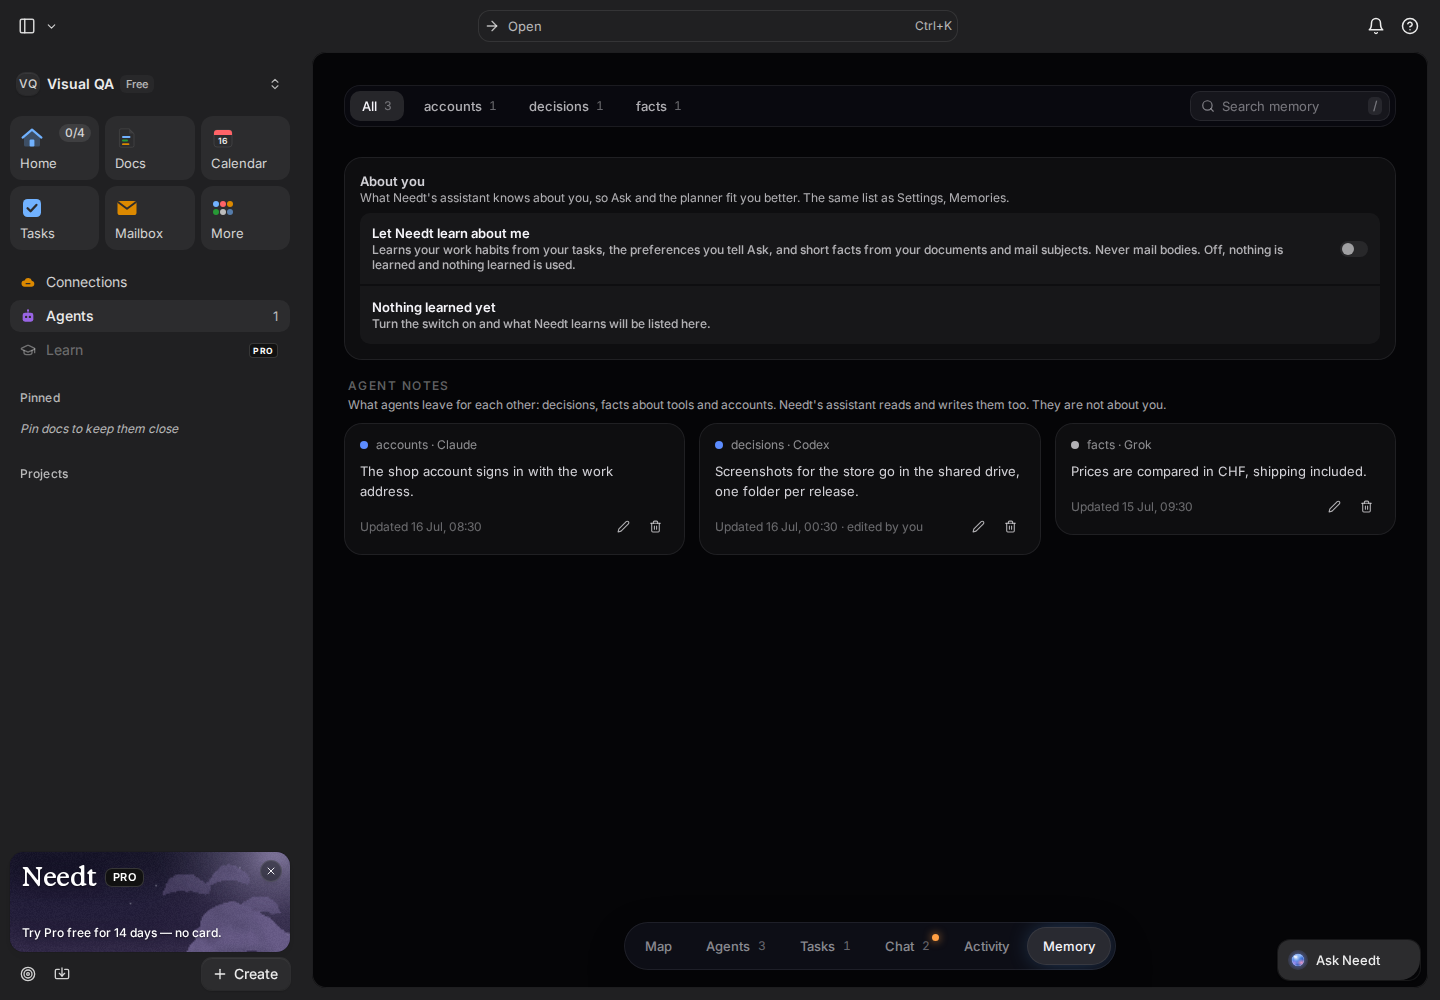 Open
Ctrl+K
VQ Visual QA Free
0/4
Home
Docs
16
Calendar
Tasks
Mailbox
More
Connections
Agents 1
Learn PRO
Pinned
Pin docs to keep them close
Projects
Needt PRO
Try Pro free for 14 days — no card.
Create
All 3 accounts 1 decisions 1 facts 1
Search memory /
About you
What Needt's assistant knows about you, so Ask and the planner fit you better. The same list as Settings, Memories.
Let Needt learn about me
Learns your work habits from your tasks, the preferences you tell Ask, and short facts from your documents and mail subjects. Never mail bodies. Off, nothing is
learned and nothing learned is used.
Nothing learned yet
Turn the switch on and what Needt learns will be listed here.
AGENT NOTES
What agents leave for each other: decisions, facts about tools and accounts. Needt's assistant reads and writes them too. They are not about you.
accounts · Claude
The shop account signs in with the work
address.
Updated 16 Jul, 08:30
decisions · Codex
Screenshots for the store go in the shared drive,
one folder per release.
Updated 16 Jul, 00:30 · edited by you
facts · Grok
Prices are compared in CHF, shipping included.
Updated 15 Jul, 09:30
Map Agents 3 Tasks 1 Chat 2 Activity Memory
Ask Needt